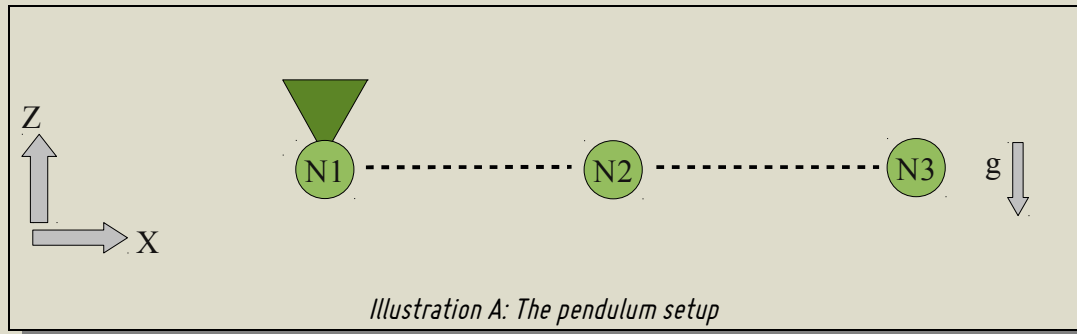 Z
N1
N2
N3
g
X
Illustration A: The pendulum setup